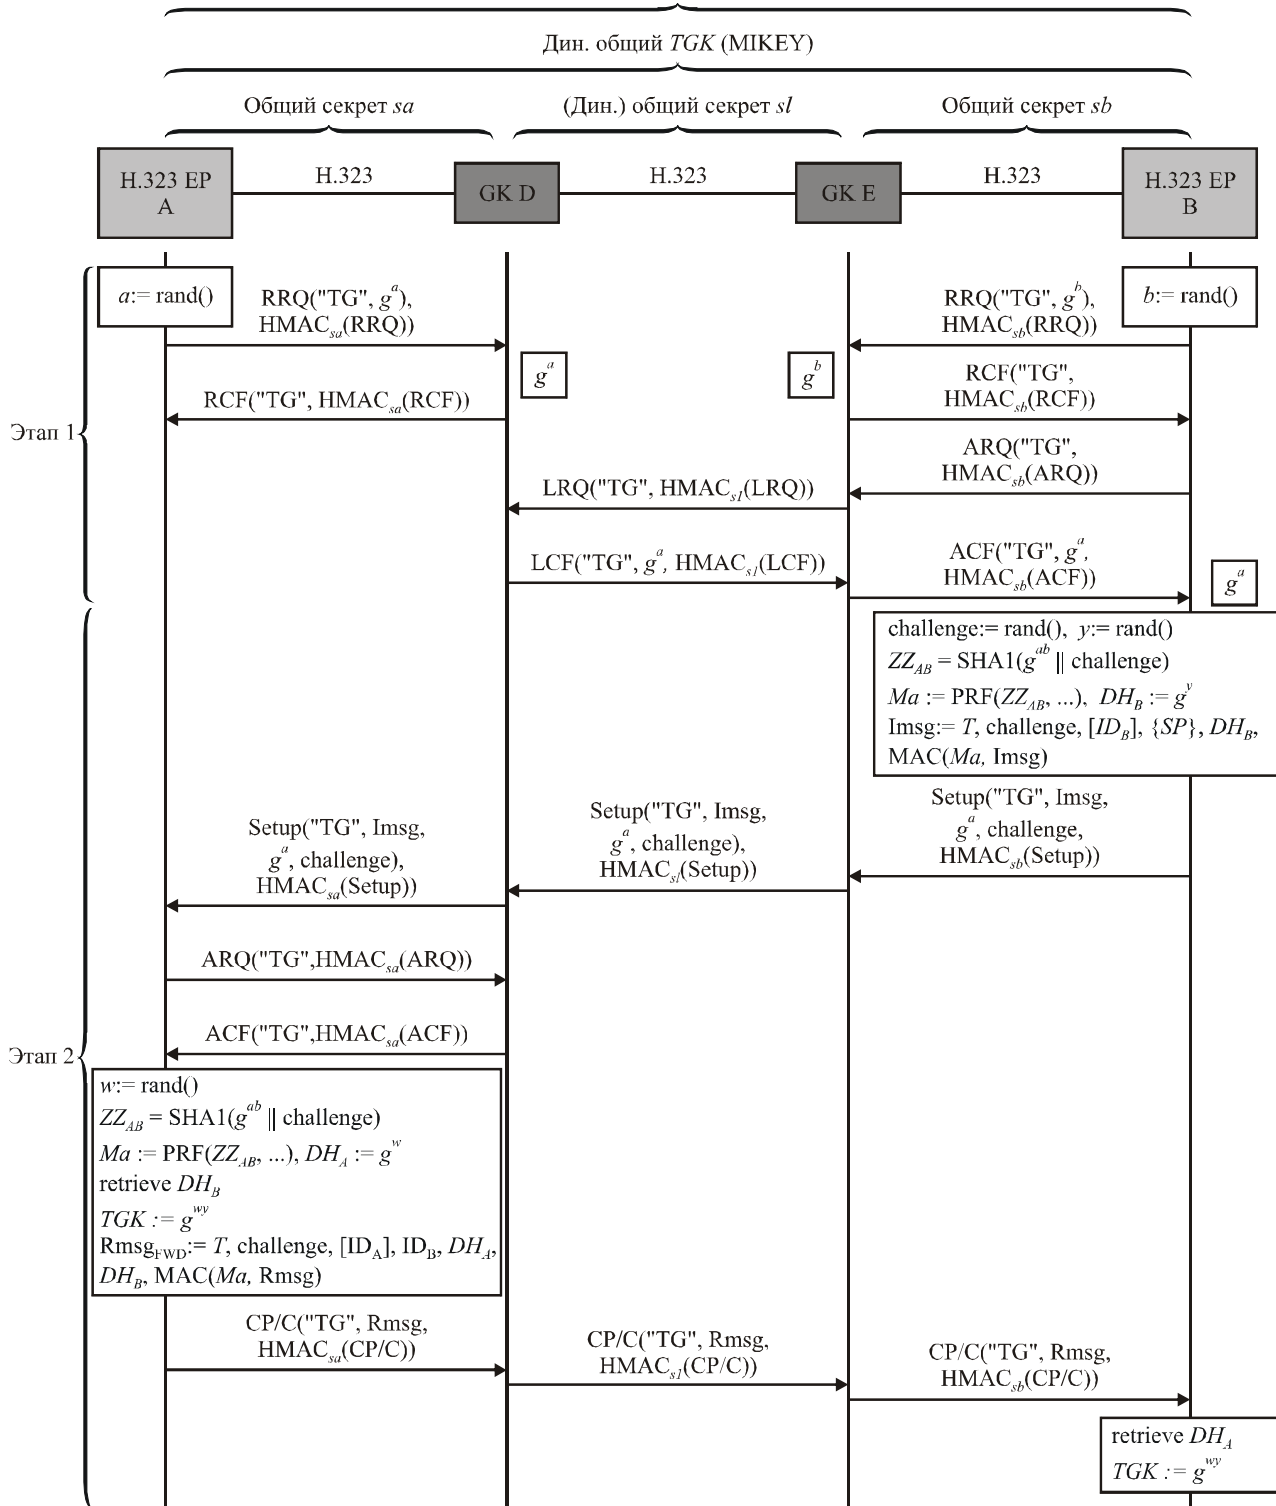 Дин. общий TGK (MIKEY)
Общий секрет sa
(Дин.) общий секрет sl
Общий секрет sb
H.323 EP
A
H.323
GK D
H.323
GK E
H.323
H.323 EP
B
Этап 1
a:= rand()
RRQ("TG", g^a),
HMAC_sa(RRQ))
RRQ("TG", g^b),
HMAC_sb(RRQ))
b:= rand()
g^a
g^b
RCF("TG", HMAC_sa(RCF))
RCF("TG",
HMAC_sb(RCF))
ARQ("TG",
HMAC_sb(ARQ))
LRQ("TG", HMAC_s1(LRQ))
LCF("TG", g^a, HMAC_s1(LCF))
ACF("TG", g^a,
HMAC_sb(ACF))
g^a
Этап 2
challenge:= rand(), y:= rand()
ZZ_AB = SHA1(g^ab || challenge)
Ma := PRF(ZZ_AB, ...), DH_B := g^y
Imsg:= T, challenge, [ID_B], {SP}, DH_B,
MAC(Ma, Imsg)
Setup("TG", Imsg,
g^a, challenge,
HMAC_sb(Setup))
Setup("TG", Imsg,
g^a, challenge),
HMAC_sl(Setup))
Setup("TG", Imsg,
g^a, challenge),
HMAC_sa(Setup))
ARQ("TG",HMAC_sa(ARQ))
ACF("TG",HMAC_sa(ACF))
w:= rand()
ZZ_AB = SHA1(g^ab || challenge)
Ma := PRF(ZZ_AB, ...), DH_A := g^w
retrieve DH_B
TGK := g^wy
Rmsg_FWD:= T, challenge, [ID_A], ID_B, DH_A,
DH_B, MAC(Ma, Rmsg)
CP/C("TG", Rmsg,
HMAC_sa(CP/C))
CP/C("TG", Rmsg,
HMAC_s1(CP/C))
CP/C("TG", Rmsg,
HMAC_sb(CP/C))
retrieve DH_A
TGK := g^wy